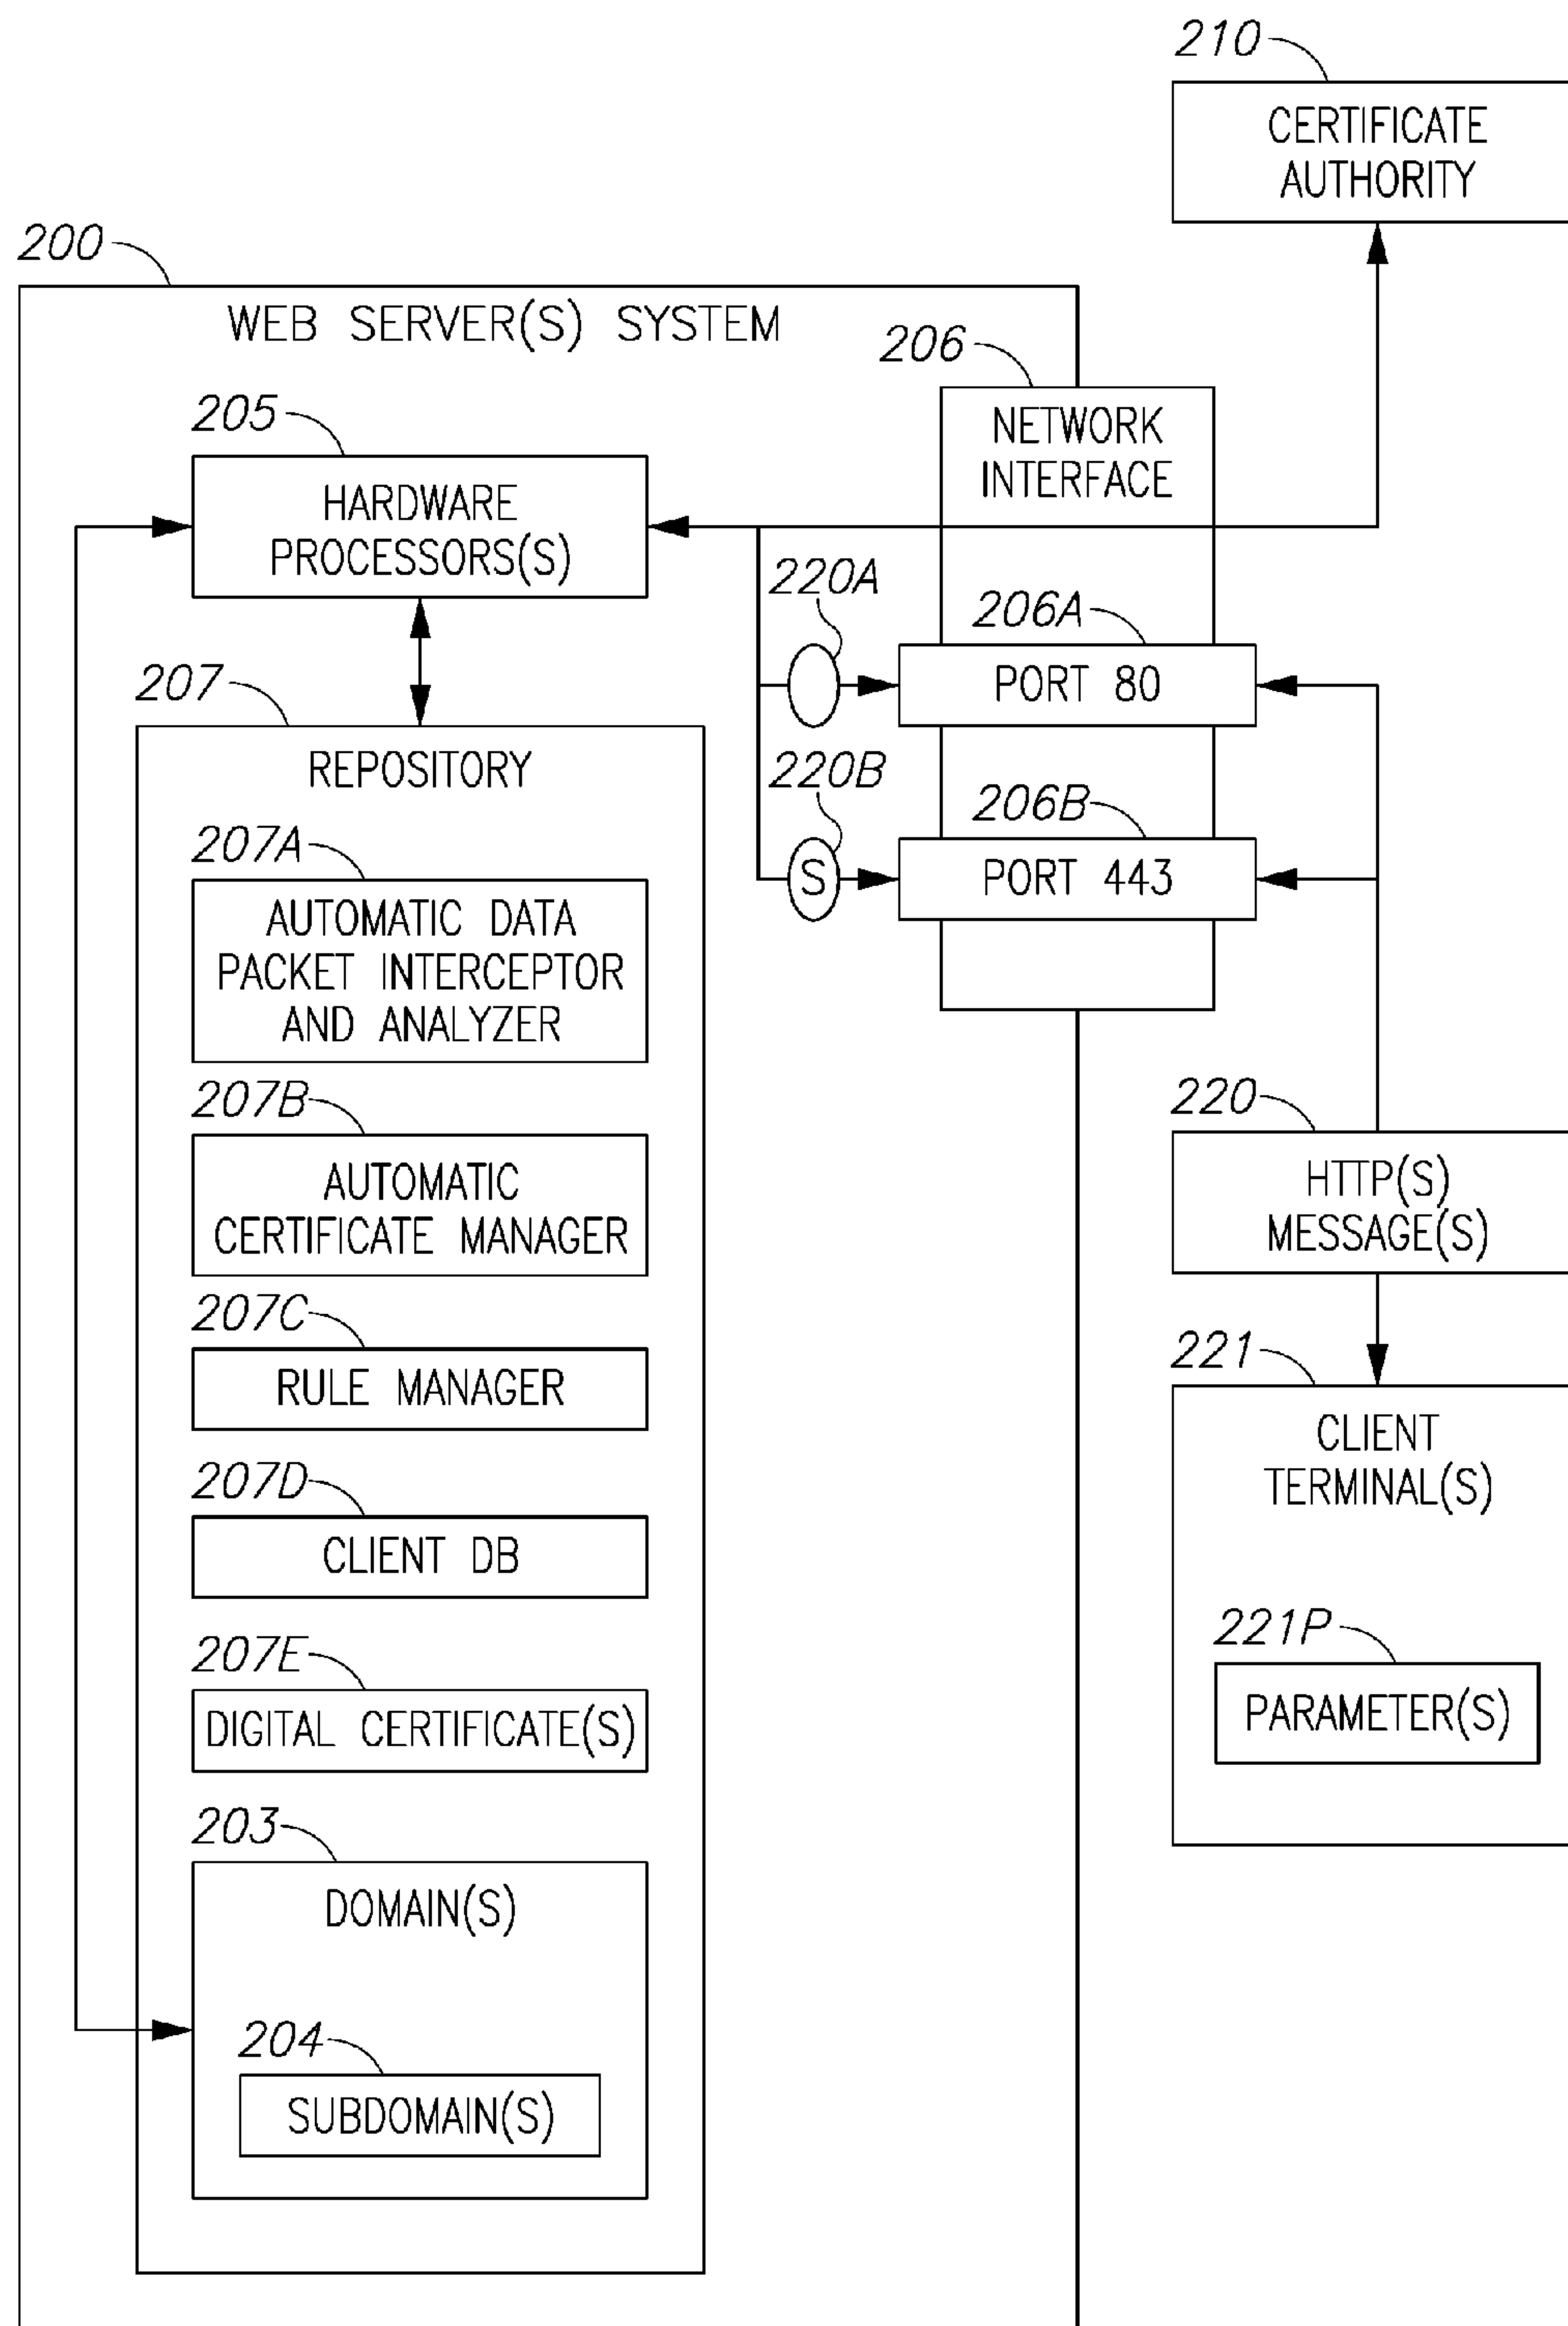 210
CERTIFICATE
AUTHORITY
200
WEB SERVER(S) SYSTEM
206
NETWORK
INTERFACE
205
HARDWARE
PROCESSORS(S)
220A
206A
PORT 80
207
REPOSITORY
220B
206B
S
PORT 443
207A
AUTOMATIC DATA
PACKET INTERCEPTOR
AND ANALYZER
207B
AUTOMATIC
CERTIFICATE MANAGER
220
HTTP(S)
MESSAGE(S)
207C
RULE MANAGER
221
CLIENT
TERMINAL(S)
207D
CLIENT DB
221P
PARAMETER(S)
207E
DIGITAL CERTIFICATE(S)
203
DOMAIN(S)
204
SUBDOMAIN(S)